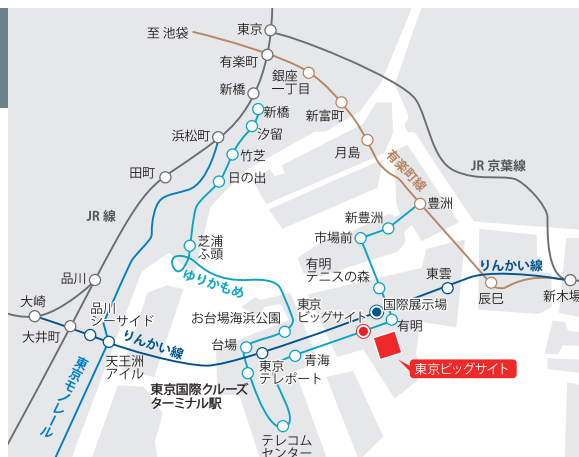 至 池袋
東京
有楽町
銀座
一丁目
新橋
新橋
新富町
汐留
浜松町
竹芝
月島
有楽町線
JR 京葉線
田町
日の出
豊洲
新豊洲
JR 線
芝浦
ふ頭
市場前
有明
テニスの森
りんかい線
東雲
品川
ゆりかもめ
辰巳
新木場
大崎
品川
シーサイド
東京
ビッグサイト
国際展示場
お台場海浜公園
有明
大井町
りんかい線
台場
青海
東京ビッグサイト
天王洲
アイル
東京
テレポート
東京モノレール
東京国際クルーズ
ターミナル駅
テレコム
センター